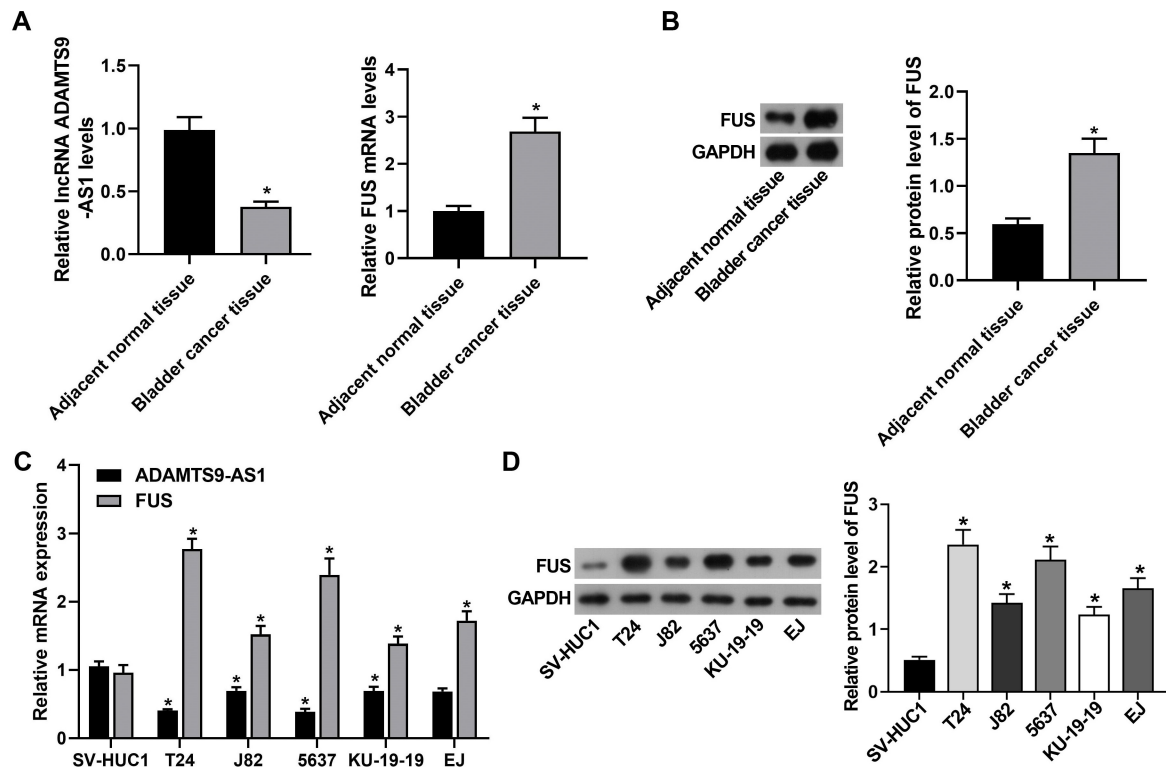 A
Relative lncRNA ADAMTS9
-AS1 levels
1.5
1.0
0.5
0.0
*
Adjacent normal tissue
Bladder cancer tissue
Relative FUS mRNA levels
4
3
2
1
0
*
Adjacent normal tissue
Bladder cancer tissue
B
FUS
GAPDH
Adjacent normal tissue
Bladder cancer tissue
Relative protein level of FUS
2.0
1.5
1.0
0.5
0.0
*
Adjacent normal tissue
Bladder cancer tissue
C
Relative mRNA expression
4
3
2
1
0
ADAMTS9-AS1
FUS
* * * * * * * * *
SV-HUC1 T24 J82 5637 KU-19-19 EJ
D
FUS
GAPDH
SV-HUC1 T24 J82 5637 KU-19-19 EJ
Relative protein level of FUS
3
2
1
0
* * * * *
SV-HUC1 T24 J82 5637 KU-19-19 EJ